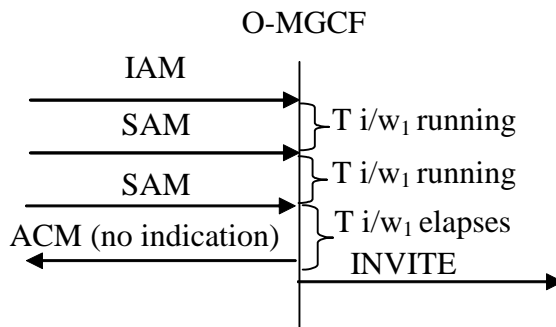 O-MGCF
IAM
T i/w₁ running
SAM
T i/w₁ running
SAM
T i/w₁ elapses
ACM (no indication)
INVITE